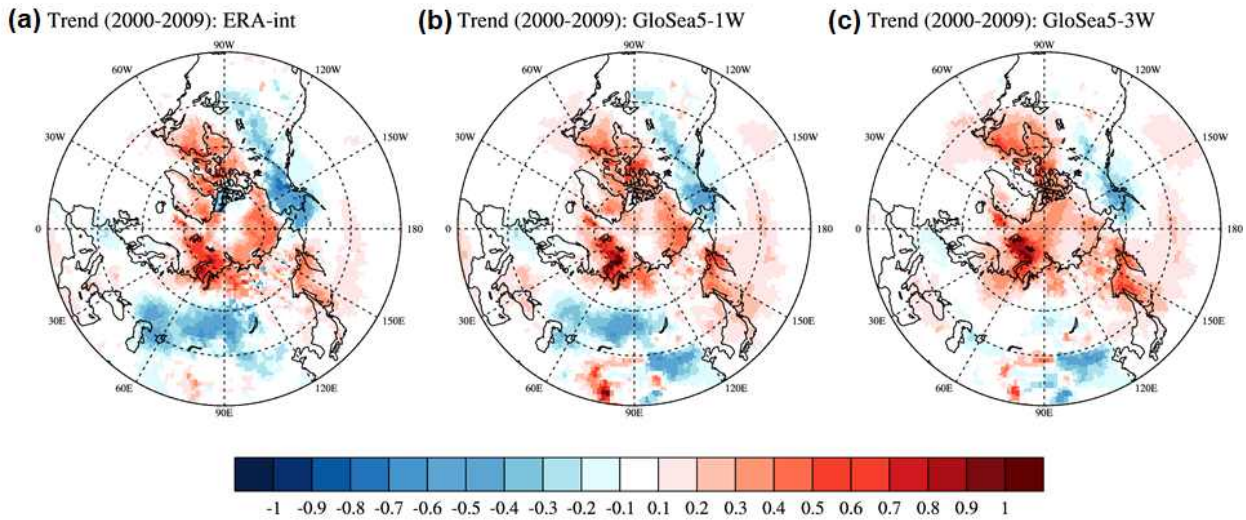 (a) Trend (2000-2009): ERA-int
(b) Trend (2000-2009): GloSea5-1W
(c) Trend (2000-2009): GloSea5-3W
90W 90W 90W
60W 120W 60W 120W 60W 120W
30W 150W 30W 150W 30W 150W
0 180 0 180 0 180
30E 150E 30E 150E 30E 150E
60E 120E 60E 120E 60E 120E
90E 90E 90E
-1 -0.9 -0.8 -0.7 -0.6 -0.5 -0.4 -0.3 -0.2 -0.1 0.1 0.2 0.3 0.4 0.5 0.6 0.7 0.8 0.9 1